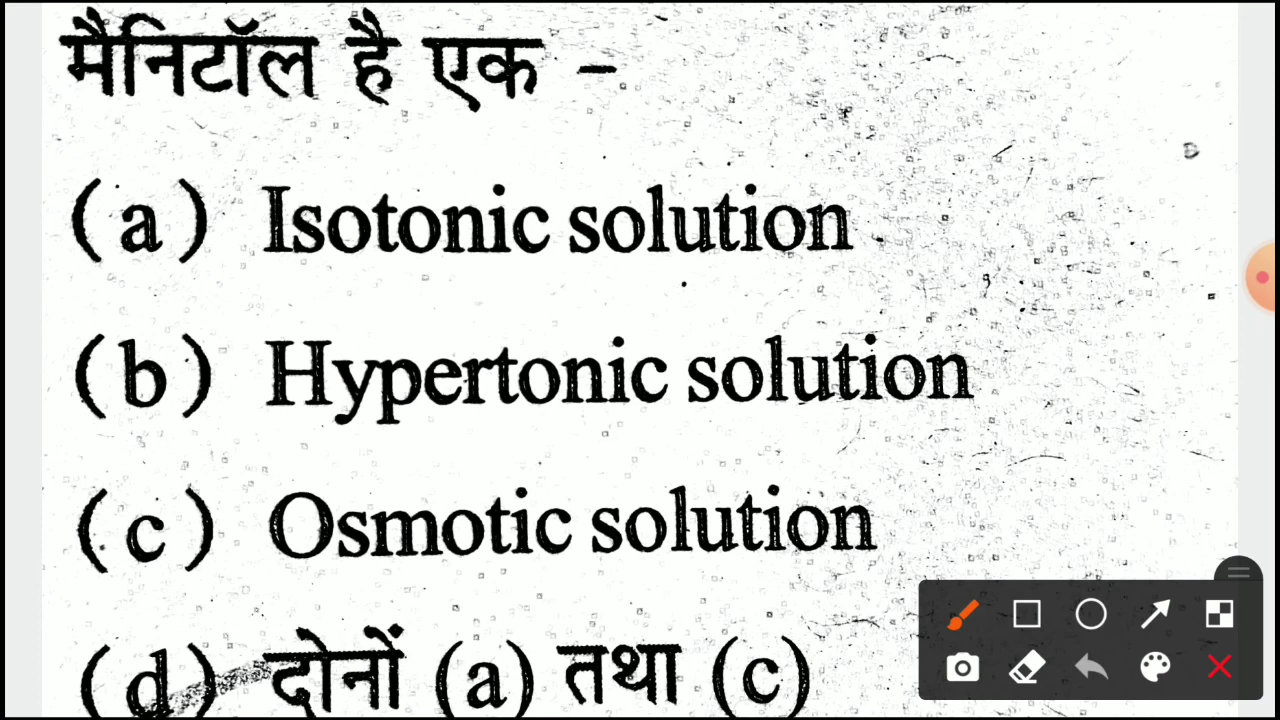 मैनिटॉल है एक –
(a) Isotonic solution
(b) Hypertonic solution
(c) Osmotic solution
(d) दोनों (a) तथा (c)